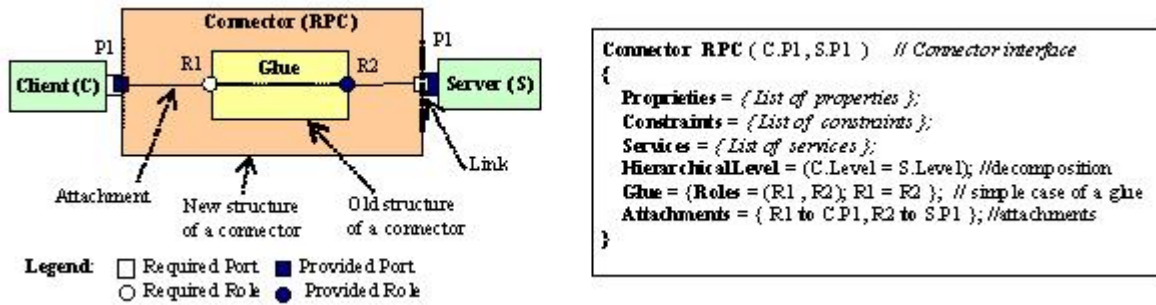 Connector (RPC)
P1
P1
R1
Glue
R2
Client (C)
Server (S)
Link
Attachment
New structure
of a connector
Old structure
of a connector
Legend:
Required Port
Provided Port
Required Role
Provided Role
Connector RPC ( C.P1, S.P1 ) // Connector interface
{
Proprieties = { List of properties };
Constraints = { List of constraints };
Services = { List of services };
HierarchicalLevel = (C.Level = S.Level); //decomposition
Glue = {Roles = (R1 , R2); R1 = R2 }; // simple case of a glue
Attachments = { R1 to C.P1, R2 to S.P1 }; //attachments
}